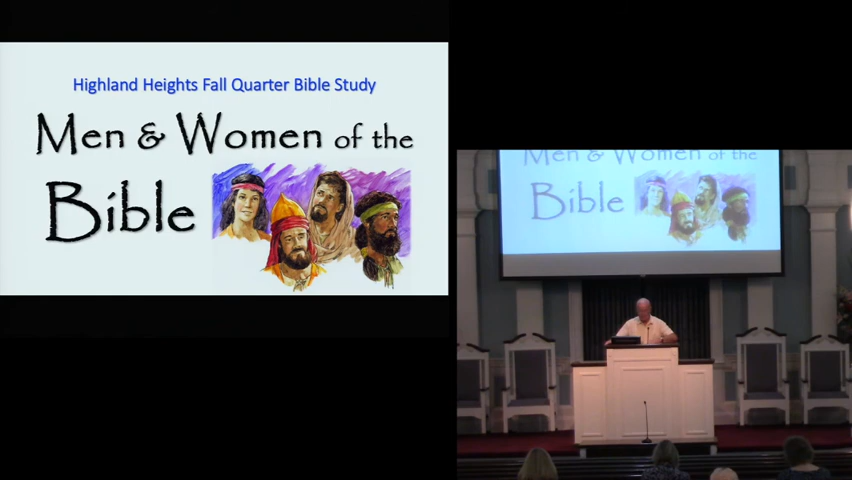 Highland Heights Fall Quarter Bible Study
Men & Women of the
Bible
Men & Women of the
Bible